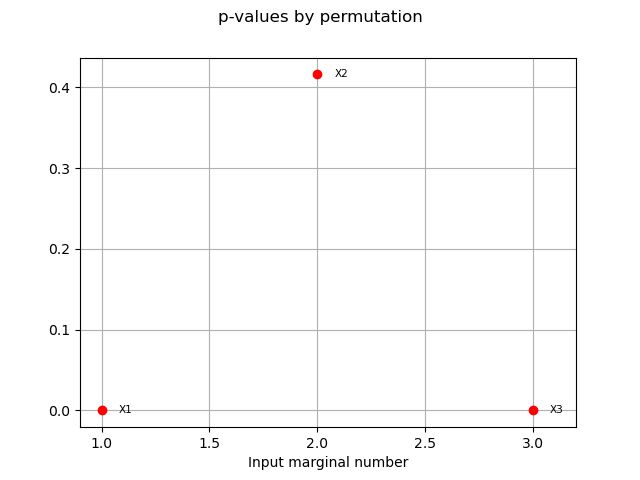 p-values by permutation
0.4
0.3
0.2
0.1
0.0
X2
X1
X3
1.0 1.5 2.0 2.5 3.0
Input marginal number